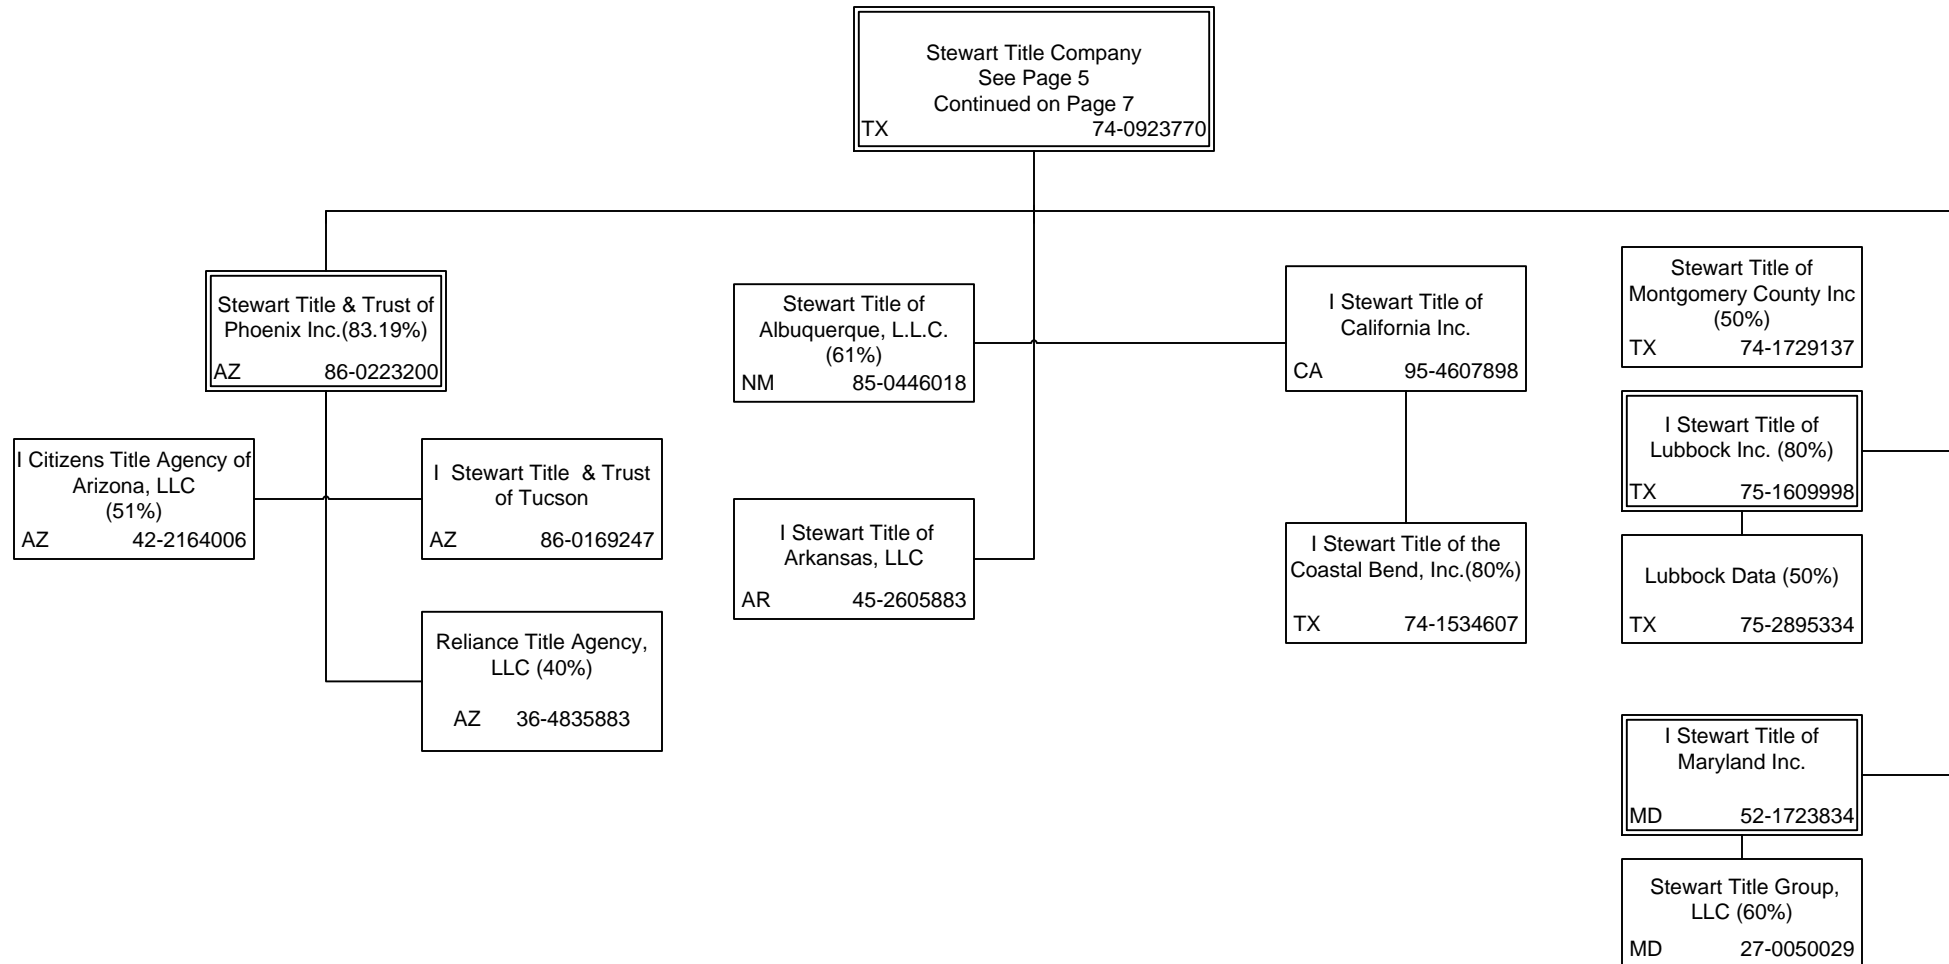 Stewart Title Company
See Page 5
Continued on Page 7
TX 74-0923770
Stewart Title & Trust of
Phoenix Inc.(83.19%)
AZ 86-0223200
I Citizens Title Agency of
Arizona, LLC
(51%)
AZ 42-2164006
I Stewart Title & Trust
of Tucson
AZ 86-0169247
Reliance Title Agency,
LLC (40%)
AZ 36-4835883
Stewart Title of
Albuquerque, L.L.C.
(61%)
NM 85-0446018
I Stewart Title of
Arkansas, LLC
AR 45-2605883
I Stewart Title of
California Inc.
CA 95-4607898
I Stewart Title of the
Coastal Bend, Inc.(80%)
TX 74-1534607
Stewart Title of
Montgomery County Inc
(50%)
TX 74-1729137
I Stewart Title of
Lubbock Inc. (80%)
TX 75-1609998
Lubbock Data (50%)
TX 75-2895334
I Stewart Title of
Maryland Inc.
MD 52-1723834
Stewart Title Group,
LLC (60%)
MD 27-0050029